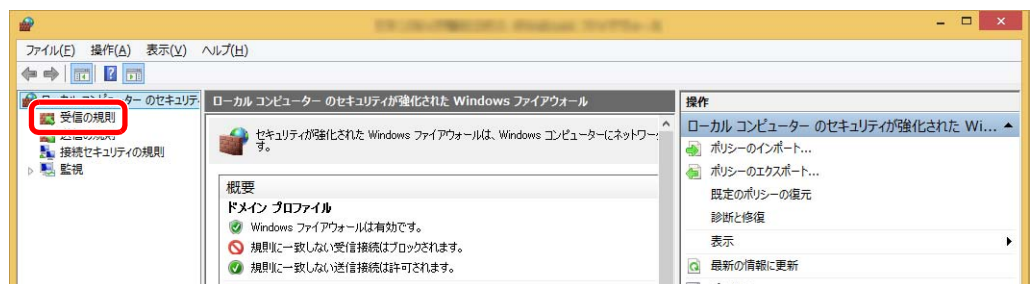 ファイル(F) 操作(A) 表示(V) ヘルプ(H)
のセキュリテ
受信の規則
接続セキュリティの規則
監視
ローカル コンピューター のセキュリティが強化された Windows ファイアウォール
セキュリティが強化された Windows ファイアウォールは、Windows コンピューターにネットワー
す。
概要
ドメイン プロファイル
Windows ファイアウォールは有効です。
規則に一致しない受信接続はブロックされます。
規則に一致しない送信接続は許可されます。
操作
ローカル コンピューター のセキュリティが強化された Wi...
ポリシーのインポート...
ポリシーのエクスポート...
既定のポリシーの復元
診断と修復
表示
最新の情報に更新